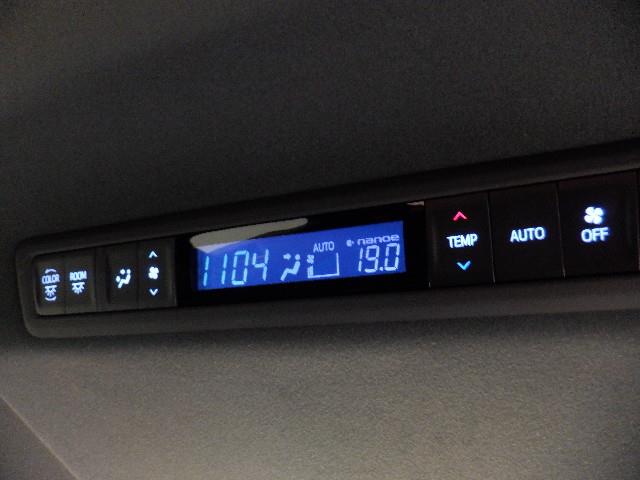 COLOR
ROOM
1104
AUTO
nanoe
19.0
TEMP
AUTO
OFF